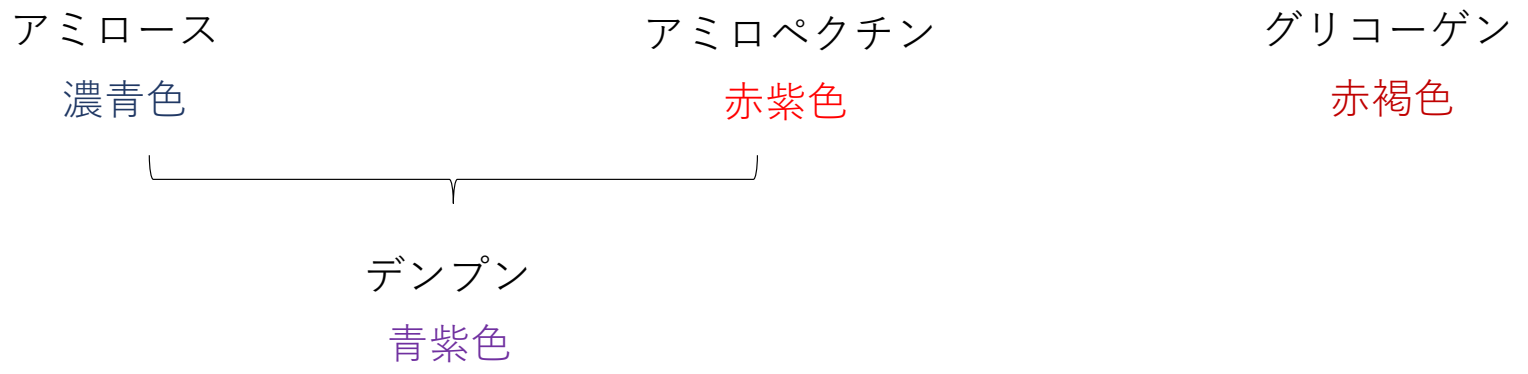 アミロース
アミロペクチン
グリコーゲン
濃青色
赤紫色
赤褐色
デンプン
青紫色